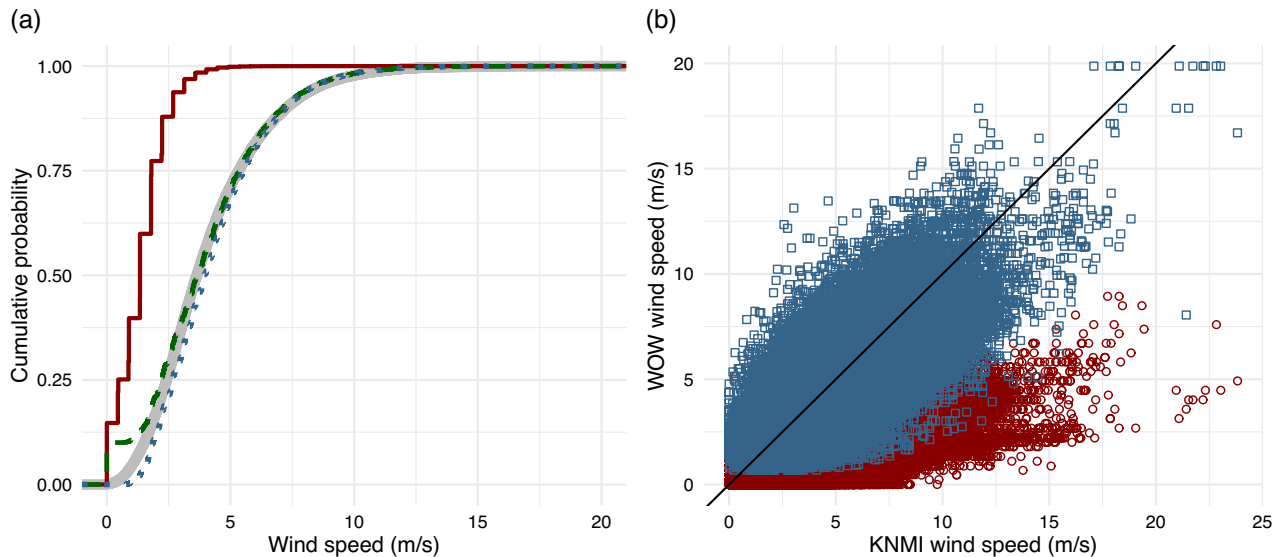 (a)
Cumulative probability
1.00
0.75
0.50
0.25
0.00
0 5 10 15 20
Wind speed (m/s)
(b)
WOW wind speed (m/s)
20
15
10
5
0
0 5 10 15 20 25
KNMI wind speed (m/s)